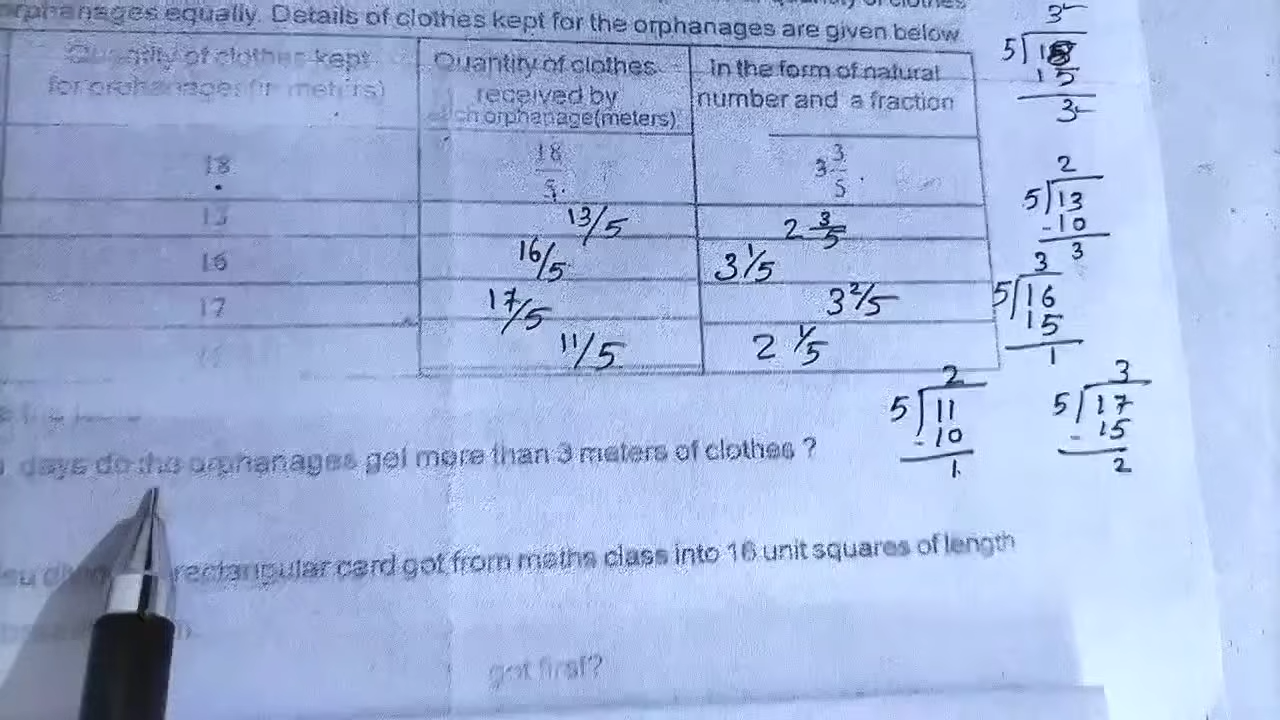 orphanages equally. Details of clothes kept for the orphanages are given below
Quantity of clothes kept for orphanages (in meters)
Quantity of clothes received by each orphanage(meters)
In the form of natural number and a fraction
18 18/5. 3 3/5.
13 13/5 2 3/5
16 16/5 3 1/5
17 17/5 3 2/5
11/5 2 1/5
days do the orphanages get more than 3 meters of clothes ?
rectangular card got from maths class into 16 unit squares of length
got first?
3
5 18
15
3
2
5 13
-10
3
3
5 16
15
1
2
5 11
-10
1
3
5 17
-15
2